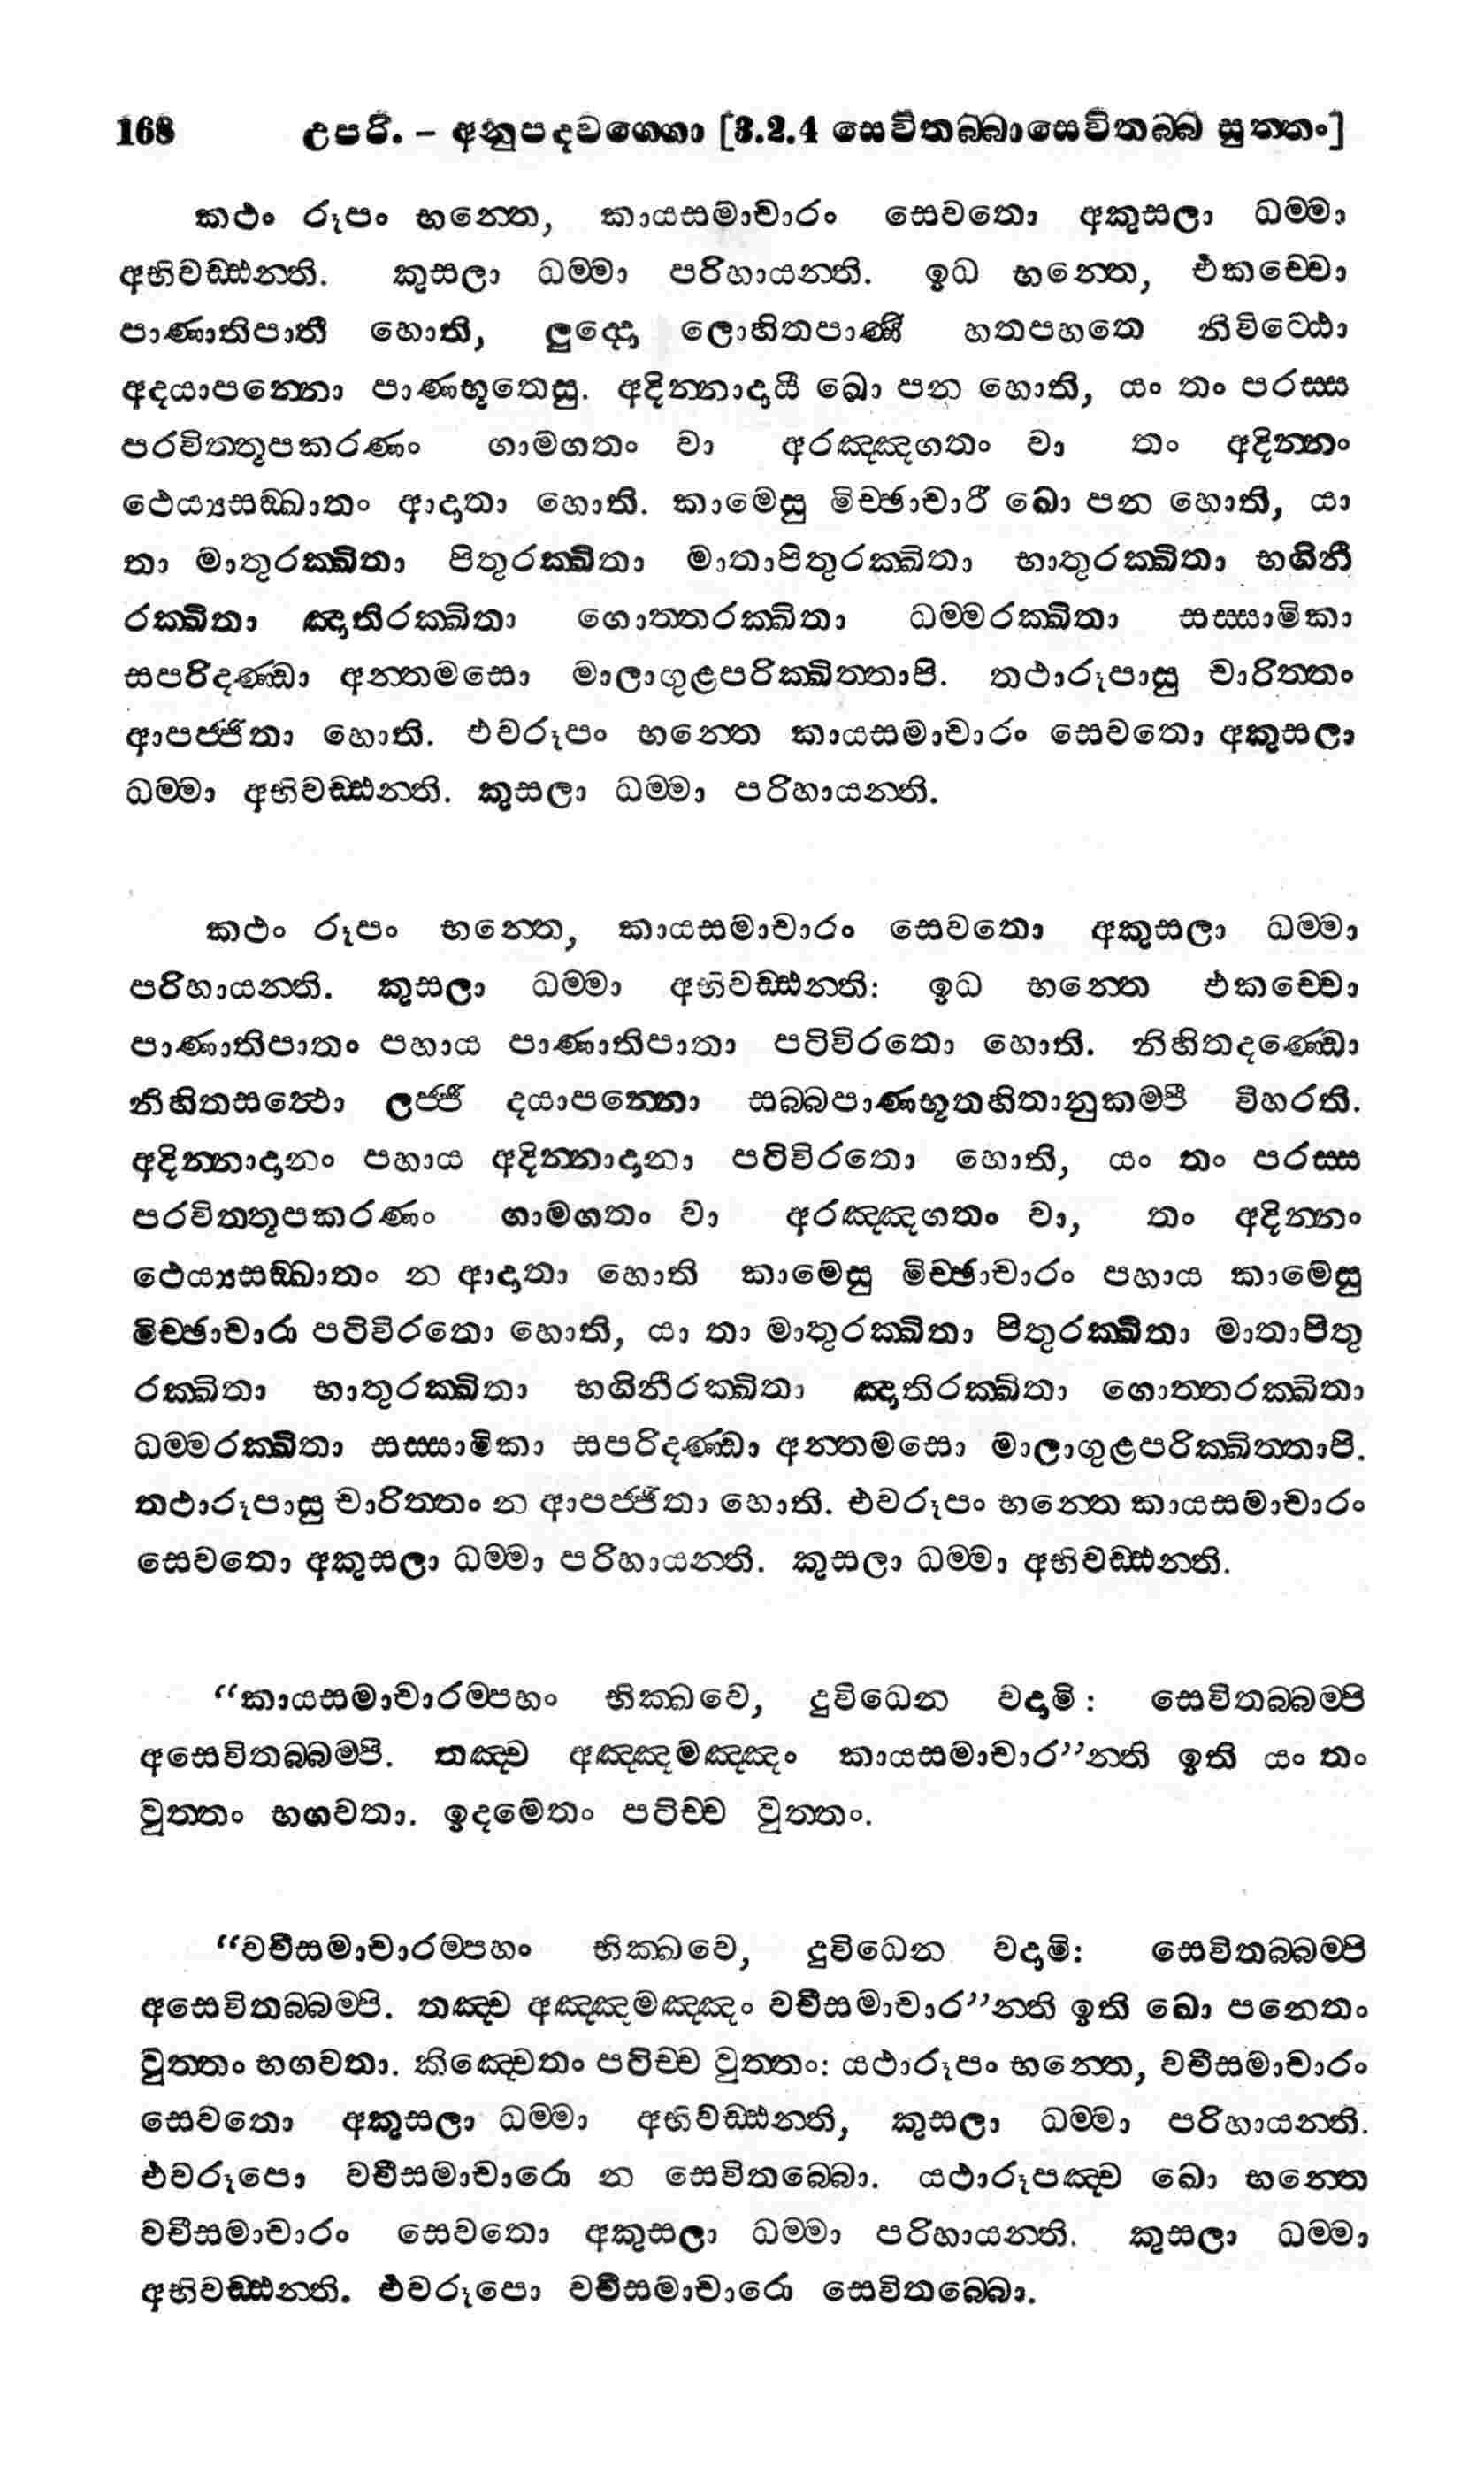 168 උපරි. – අනුපදවග්ගො [3.2.4 සෙවිතබ්බාසෙවිතබ්බ සුත්තං]
කථං රූපං භන්තෙ, කායසමාචාරං සෙවතො අකුසලා ධම්මා
අභිවඩ්ඪන්ති. කුසලා ධම්මා පරිහායන්ති. ඉධ භන්තෙ, එකච්චො
පාණාතිපාතී හොති, ලුද්දො ලොහිතපාණී හතපහතෙ නිවිට්ඨො
අදයාපන්නො පාණභූතෙසු. අදින්නාදායී ඛො පන හොති, යං තං පරස්ස
පරවිත්තූපකරණං ගාමගතං වා අරඤ්ඤගතං වා තං අදින්නං
ථෙය්‍යසඞ්ඛාතං ආදාතා හොති. කාමෙසු මිච්ඡාචාරී ඛො පන හොති, යා
තා මාතුරක්ඛිතා පිතුරක්ඛිතා මාතාපිතුරක්ඛිතා භාතුරක්ඛිතා භගිනී
රක්ඛිතා ඤාතිරක්ඛිතා ගොත්තරක්ඛිතා ධම්මරක්ඛිතා සස්සාමිකා
සපරිදණ්ඩා අන්තමසො මාලාගුළපරික්ඛිත්තාපි. තථාරූපාසු චාරිත්තං
ආපජ්ජිතා හොති. එවරූපං භන්තෙ කායසමාචාරං සෙවතො අකුසලා
ධම්මා අභිවඩ්ඪන්ති. කුසලා ධම්මා පරිහායන්ති.
කථං රූපං භන්තෙ, කායසමාචාරං සෙවතො අකුසලා ධම්මා
පරිහායන්ති. කුසලා ධම්මා අභිවඩ්ඪන්ති: ඉධ භන්තෙ එකච්චො
පාණාතිපාතං පහාය පාණාතිපාතා පටිවිරතො හොති. නිහිතදණ්ඩො
නිහිතසත්ථො ලජ්ජී දයාපන්නො සබ්බපාණභූතහිතානුකම්පී විහරති.
අදින්නාදානං පහාය අදින්නාදානා පටිවිරතො හොති, යං තං පරස්ස
පරවිත්තූපකරණං ගාමගතං වා අරඤ්ඤගතං වා, තං අදින්නං
ථෙය්‍යසඞ්ඛාතං න ආදාතා හොති කාමෙසු මිච්ඡාචාරං පහාය කාමෙසු
මිච්ඡාචාරා පටිවිරතො හොති, යා තා මාතුරක්ඛිතා පිතුරක්ඛිතා මාතාපිතු
රක්ඛිතා භාතුරක්ඛිතා භගිනීරක්ඛිතා ඤාතිරක්ඛිතා ගොත්තරක්ඛිතා
ධම්මරක්ඛිතා සස්සාමිකා සපරිදණ්ඩා අන්තමසො මාලාගුළපරික්ඛිත්තාපි.
තථාරූපාසු චාරිත්තං න ආපජ්ජිතා හොති. එවරූපං භන්තෙ කායසමාචාරං
සෙවතො අකුසලා ධම්මා පරිහායන්ති. කුසලා ධම්මා අභිවඩ්ඪන්ති.
“කායසමාචාරම්පහං භික්ඛවෙ, දුවිධෙන වදාමි: සෙවිතබ්බම්පි
අසෙවිතබ්බම්පි. තඤ්ච අඤ්ඤමඤ්ඤං කායසමාචාර”න්ති ඉති යං තං
වුත්තං භගවතා. ඉදමෙතං පටිච්ච වුත්තං.
“වචීසමාචාරම්පහං භික්ඛවෙ, දුවිධෙන වදාමි: සෙවිතබ්බම්පි
අසෙවිතබ්බම්පි. තඤ්ච අඤ්ඤමඤ්ඤං වචීසමාචාර”න්ති ඉති ඛො පනෙතං
වුත්තං භගවතා. කිඤ්චෙතං පටිච්ච වුත්තං: යථාරූපං භන්තෙ, වචීසමාචාරං
සෙවතො අකුසලා ධම්මා අභිවඩ්ඪන්ති, කුසලා ධම්මා පරිහායන්ති.
එවරූපො වචීසමාචාරො න සෙවිතබ්බො. යථාරූපඤ්ච ඛො භන්තෙ
වචීසමාචාරං සෙවතො අකුසලා ධම්මා පරිහායන්ති. කුසලා ධම්මා
අභිවඩ්ඪන්ති. එවරූපො වචීසමාචාරො සෙවිතබ්බො.